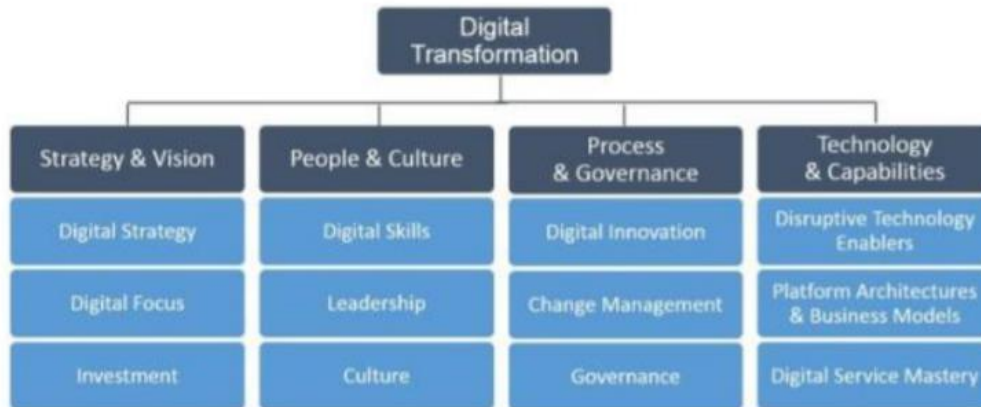 Digital
Transformation
Strategy & Vision
People & Culture
Process
& Governance
Technology
& Capabilities
Digital Strategy
Digital Skills
Digital Innovation
Disruptive Technology
Enablers
Digital Focus
Leadership
Change Management
Platform Architectures
& Business Models
Investment
Culture
Governance
Digital Service Mastery